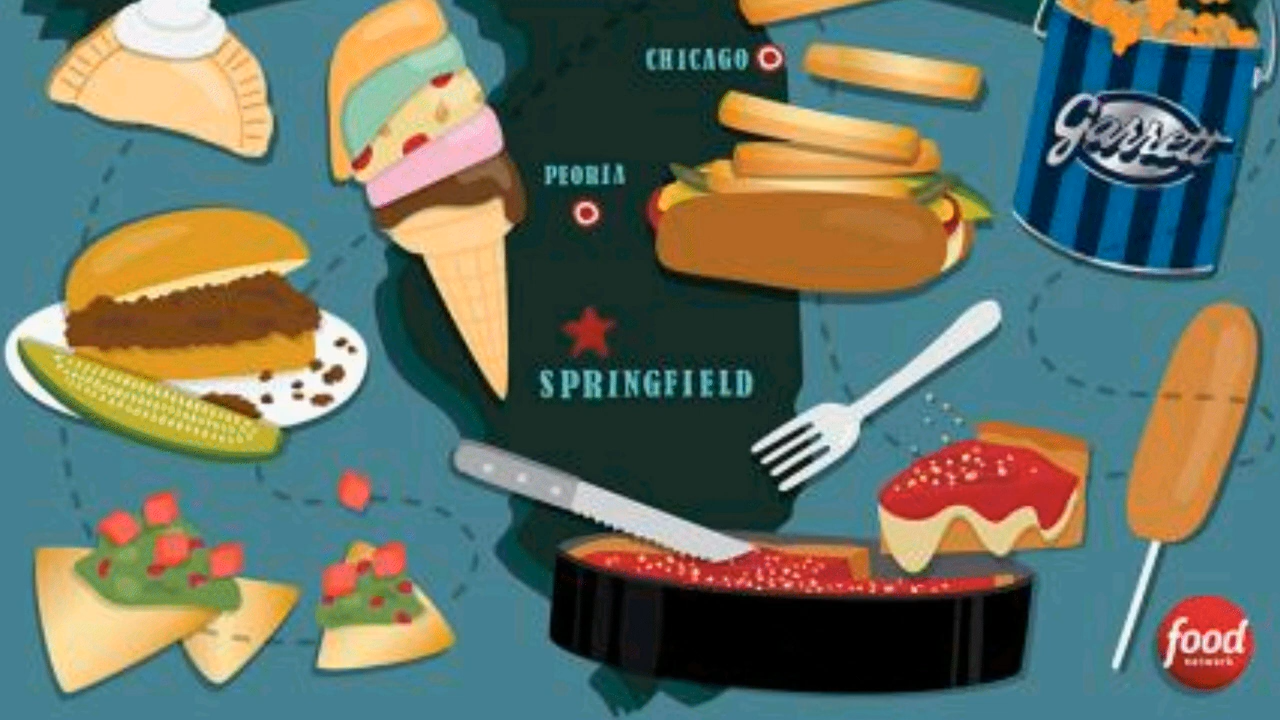 CHICAGO
Garrett
PEORIA
SPRINGFIELD
food
network